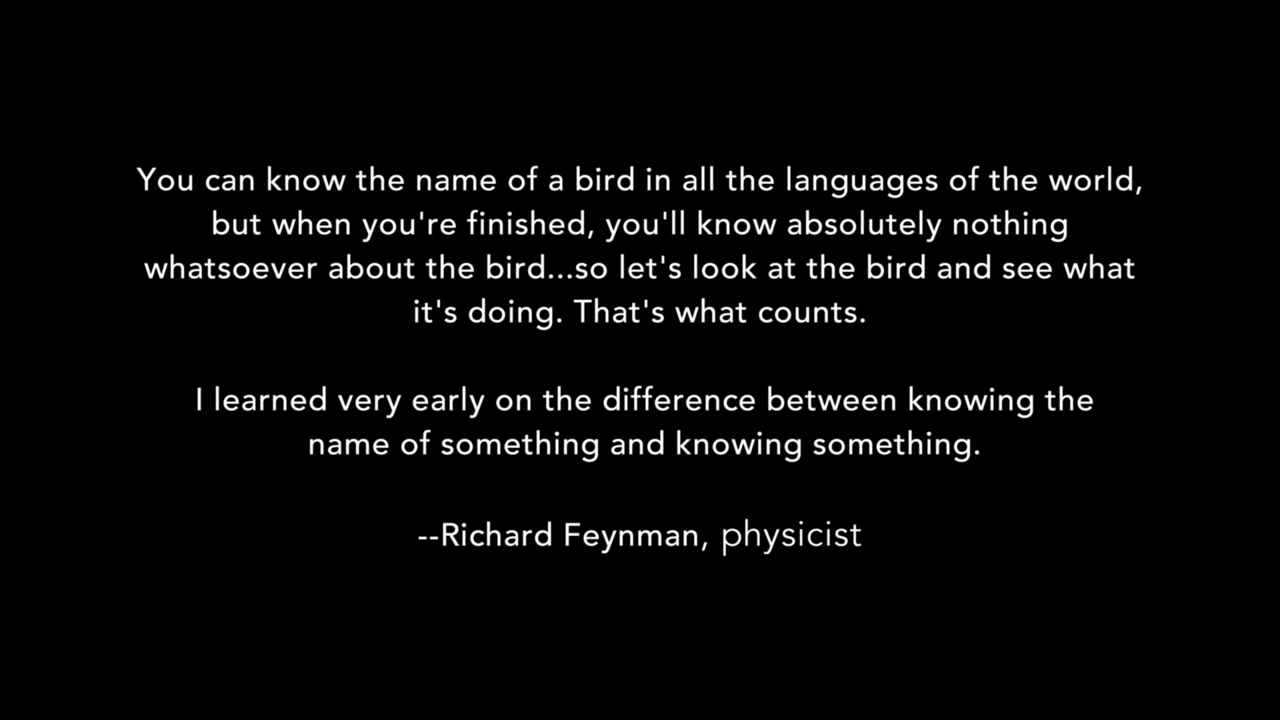 You can know the name of a bird in all the languages of the world,
but when you're finished, you'll know absolutely nothing
whatsoever about the bird...so let's look at the bird and see what
it's doing. That's what counts.
I learned very early on the difference between knowing the
name of something and knowing something.
--Richard Feynman, physicist